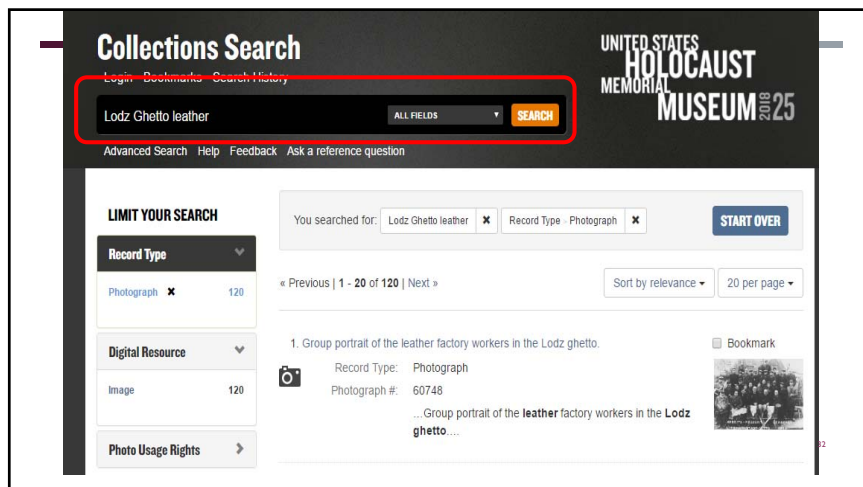 Collections Search
Login Bookmarks Search History
UNITED STATES
HOLOCAUST
MEMORIAL
MUSEUM 2018 25
Lodz Ghetto leather
ALL FIELDS
SEARCH
Advanced Search Help Feedback Ask a reference question
LIMIT YOUR SEARCH
You searched for: Lodz Ghetto leather ✖ Record Type › Photograph ✖ START OVER
Record Type
Photograph ✖ 120
« Previous | 1 - 20 of 120 | Next »
Sort by relevance
20 per page
Digital Resource
Image 120
1. Group portrait of the leather factory workers in the Lodz ghetto.
Bookmark
Record Type: Photograph
Photograph #: 60748
...Group portrait of the leather factory workers in the Lodz
ghetto....
Photo Usage Rights
32